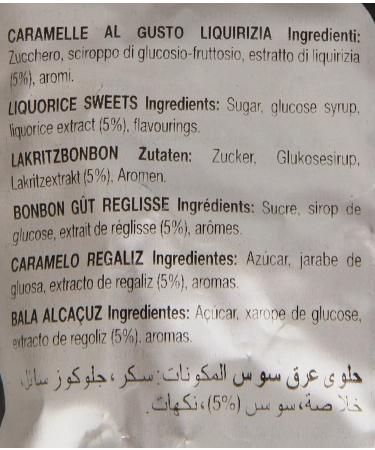 CARAMELLE AL GUSTO LIQUIRIZIA Ingredienti:
Zucchero, sciroppo di glucosio-fruttosio, estratto di liquirizia
(5%), aromi.
LIQUORICE SWEETS Ingredients: Sugar, glucose syrup,
liquorice extract (5%), flavourings.
LAKRITZBONBON Zutaten: Zucker, Glukosesirup,
Lakritzextrakt (5%), Aromen.
BONBON GÛT REGLISSE Ingrédients: Sucre, sirop de
glucose, extrait de réglisse (5%), arômes.
CARAMELO REGALIZ Ingredientes: Azúcar, jarabe de
gluosa, extracto de regaliz (5%), aromas.
BALA ALCAÇUZ Ingredientes: Açúcar, xarope de glucose,
extracto de regoliz (5%), aromas.
حلوى عرق سوس المكونات: سكر، جلوكوز سائل،
خلاصة، سوس (5%)، نكهات.